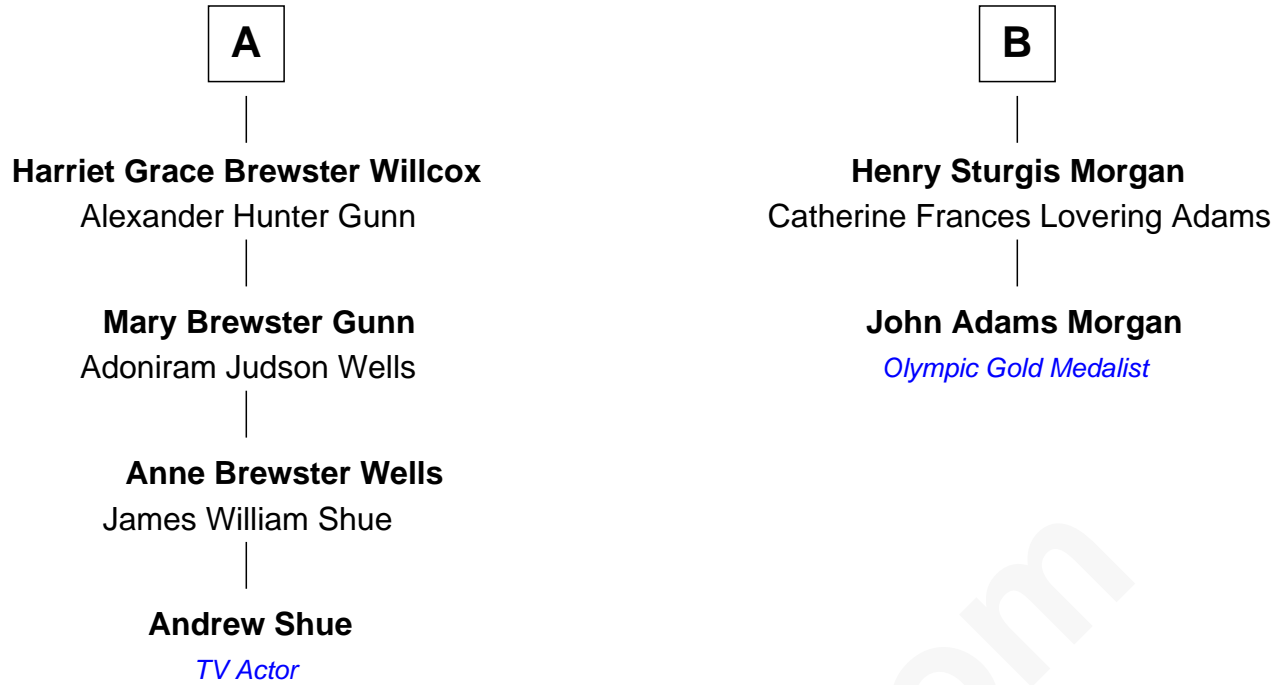 A
Harriet Grace Brewster Willcox
Alexander Hunter Gunn
Mary Brewster Gunn
Adoniram Judson Wells
Anne Brewster Wells
James William Shue
Andrew Shue
TV Actor
B
Henry Sturgis Morgan
Catherine Frances Lovering Adams
John Adams Morgan
Olympic Gold Medalist
om